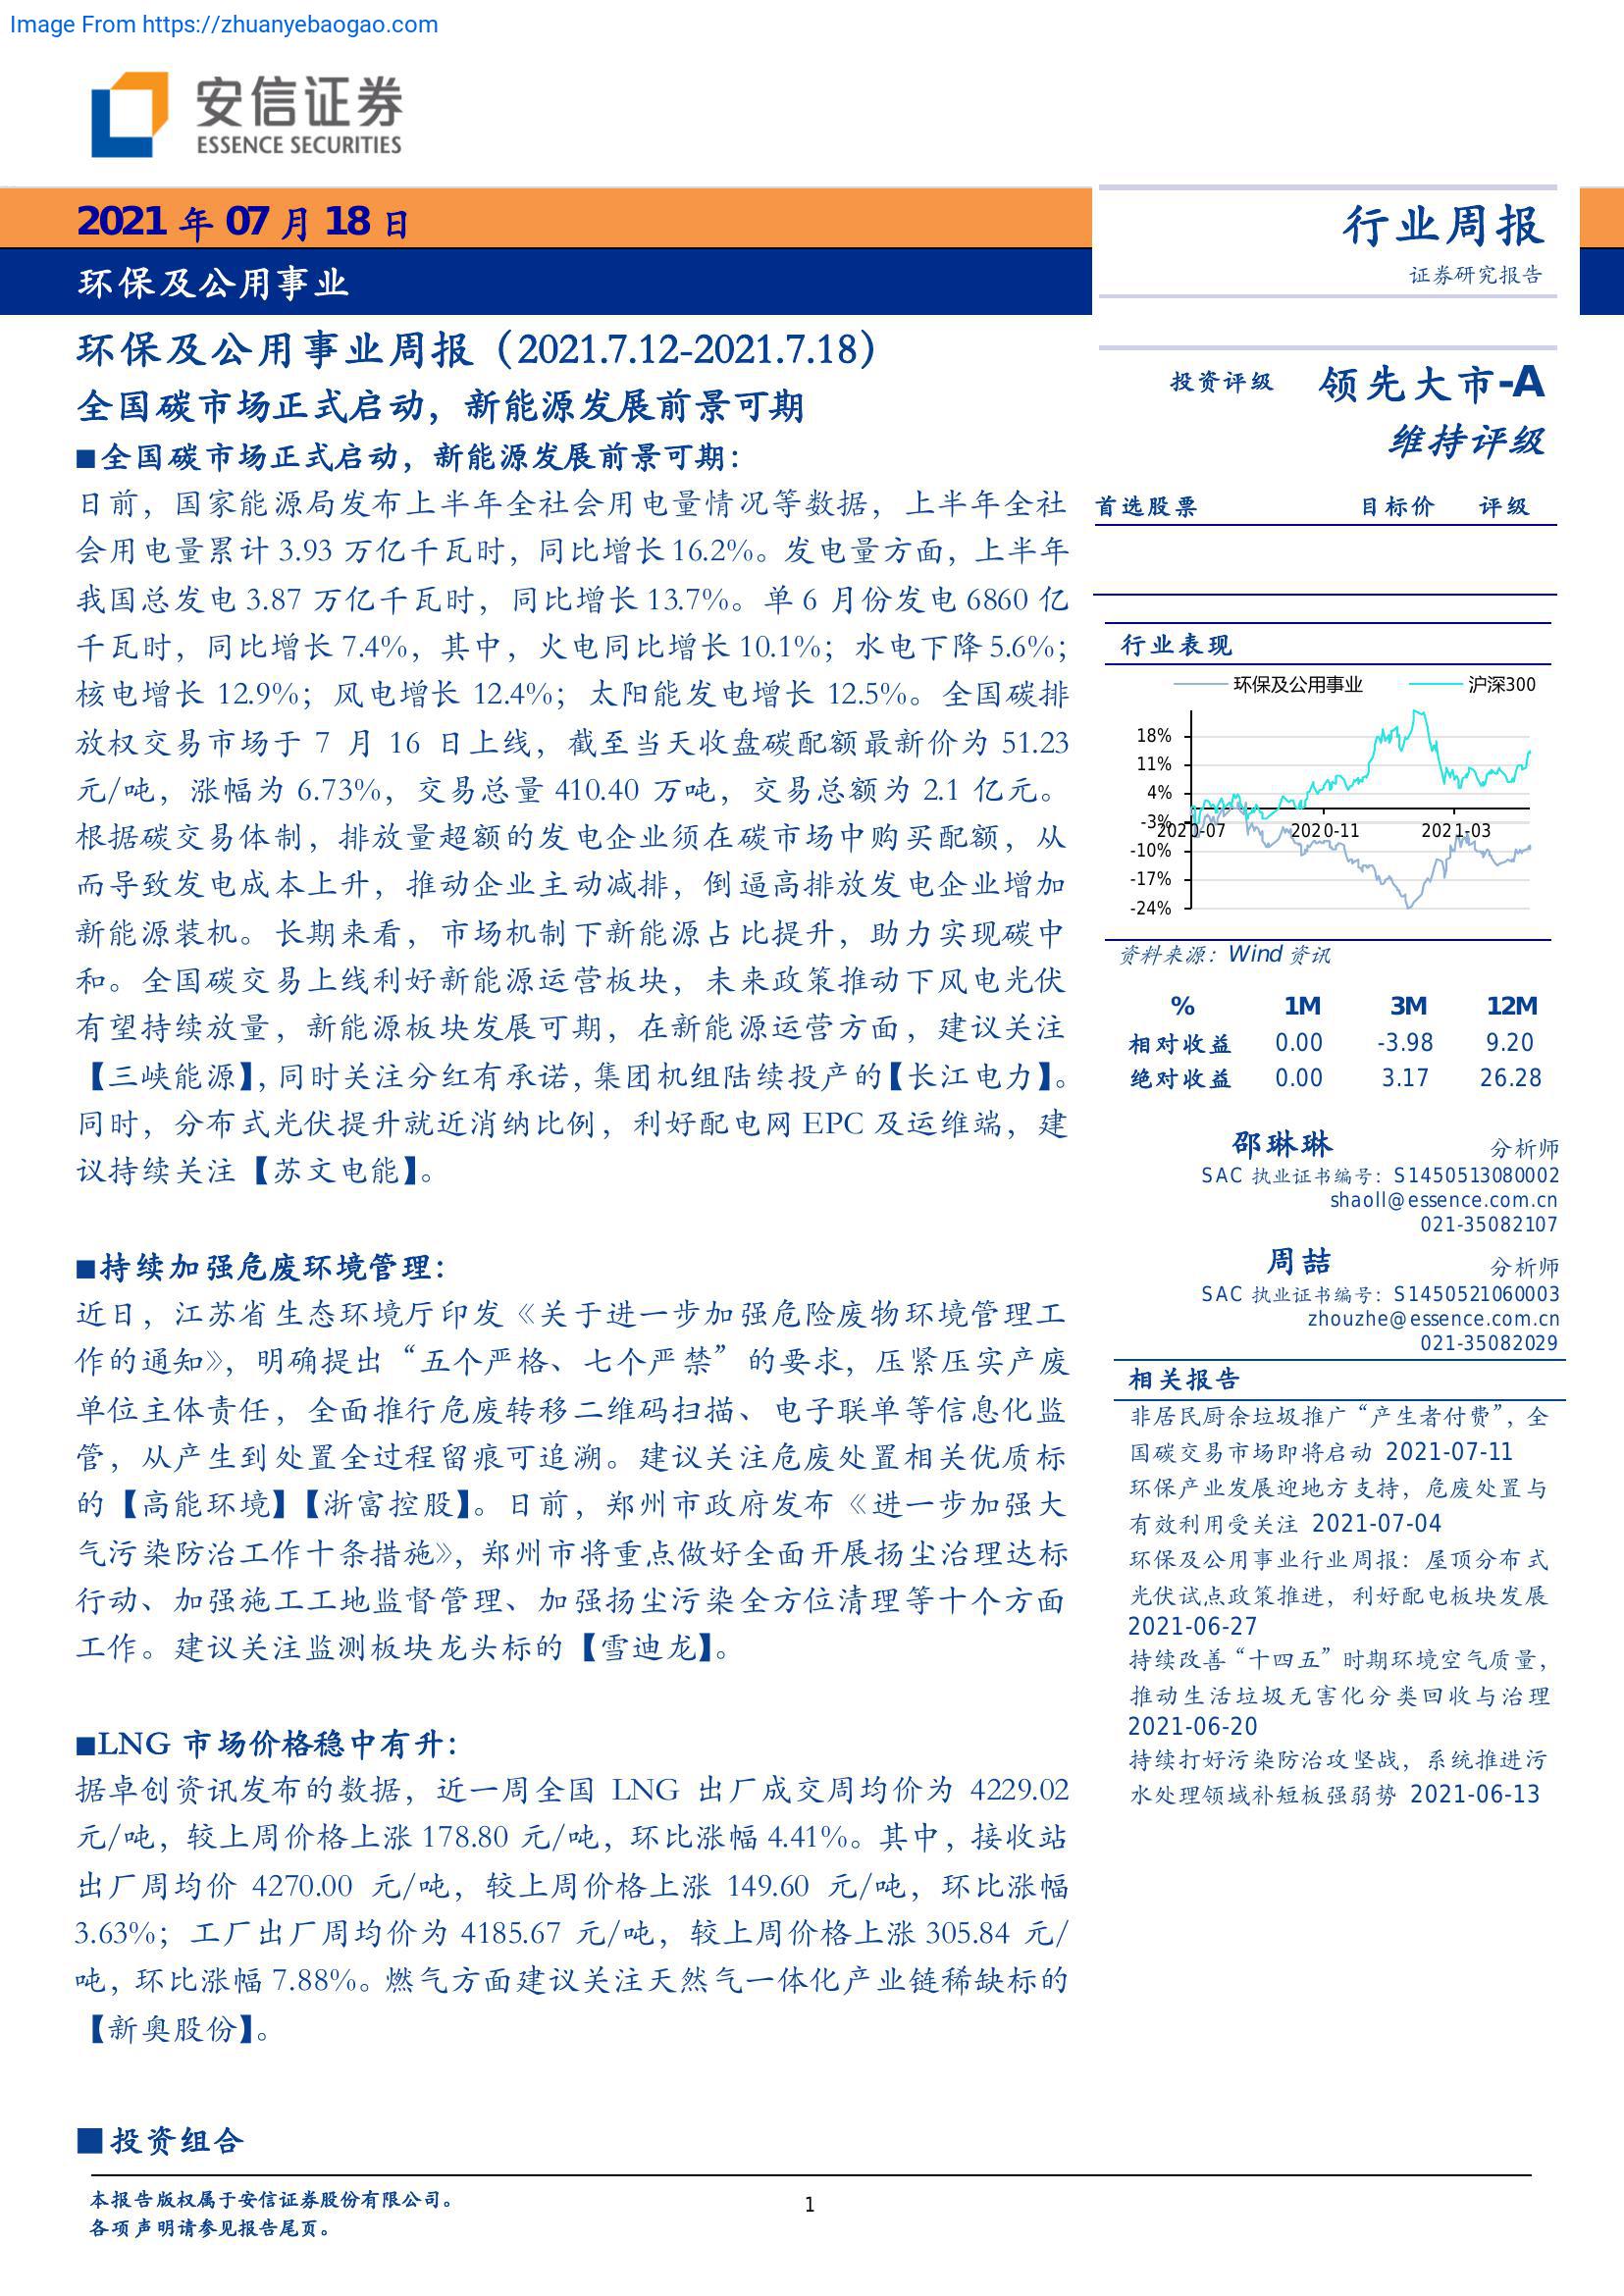 Image From https://zhuanyebaogao.com
安信证券
ESSENCE SECURITIES
2021 年 07 月 18 日
环保及公用事业
行业周报
证券研究报告
环保及公用事业周报（2021.7.12-2021.7.18）
全国碳市场正式启动，新能源发展前景可期
■全国碳市场正式启动，新能源发展前景可期：
日前，国家能源局发布上半年全社会用电量情况等数据，上半年全社
会用电量累计 3.93 万亿千瓦时，同比增长 16.2%。发电量方面，上半年
我国总发电 3.87 万亿千瓦时，同比增长 13.7%。单 6 月份发电 6860 亿
千瓦时，同比增长 7.4%，其中，火电同比增长 10.1%；水电下降 5.6%；
核电增长 12.9%；风电增长 12.4%；太阳能发电增长 12.5%。全国碳排
放权交易市场于 7 月 16 日上线，截至当天收盘碳配额最新价为 51.23
元/吨，涨幅为 6.73%，交易总量 410.40 万吨，交易总额为 2.1 亿元。
根据碳交易体制，排放量超额的发电企业须在碳市场中购买配额，从
而导致发电成本上升，推动企业主动减排，倒逼高排放发电企业增加
新能源装机。长期来看，市场机制下新能源占比提升，助力实现碳中
和。全国碳交易上线利好新能源运营板块，未来政策推动下风电光伏
有望持续放量，新能源板块发展可期，在新能源运营方面，建议关注
【三峡能源】，同时关注分红有承诺，集团机组陆续投产的【长江电力】。
同时，分布式光伏提升就近消纳比例，利好配电网 EPC 及运维端，建
议持续关注【苏文电能】。
■持续加强危废环境管理：
近日，江苏省生态环境厅印发《关于进一步加强危险废物环境管理工
作的通知》，明确提出“五个严格、七个严禁”的要求，压紧压实产废
单位主体责任，全面推行危废转移二维码扫描、电子联单等信息化监
管，从产生到处置全过程留痕可追溯。建议关注危废处置相关优质标
的【高能环境】【浙富控股】。日前，郑州市政府发布《进一步加强大
气污染防治工作十条措施》，郑州市将重点做好全面开展扬尘治理达标
行动、加强施工工地监督管理、加强扬尘污染全方位清理等十个方面
工作。建议关注监测板块龙头标的【雪迪龙】。
■LNG 市场价格稳中有升：
据卓创资讯发布的数据，近一周全国 LNG 出厂成交周均价为 4229.02
元/吨，较上周价格上涨 178.80 元/吨，环比涨幅 4.41%。其中，接收站
出厂周均价 4270.00 元/吨，较上周价格上涨 149.60 元/吨，环比涨幅
3.63%；工厂出厂周均价为 4185.67 元/吨，较上周价格上涨 305.84 元/
吨，环比涨幅 7.88%。燃气方面建议关注天然气一体化产业链稀缺标的
【新奥股份】。
■投资组合
投资评级 领先大市-A
维持评级
首选股票 目标价 评级
行业表现
环保及公用事业 沪深300
18%
11%
4%
-3%
2020-07 2020-11 2021-03
-10%
-17%
-24%
资料来源：Wind 资讯
% 1M 3M 12M
相对收益 0.00 -3.98 9.20
绝对收益 0.00 3.17 26.28
邵琳琳 分析师
SAC 执业证书编号：S1450513080002
shaoll@essence.com.cn
021-35082107
周喆 分析师
SAC 执业证书编号：S1450521060003
zhouzhe@essence.com.cn
021-35082029
相关报告
非居民厨余垃圾推广“产生者付费”，全
国碳交易市场即将启动 2021-07-11
环保产业发展迎地方支持，危废处置与
有效利用受关注 2021-07-04
环保及公用事业行业周报：屋顶分布式
光伏试点政策推进，利好配电板块发展
2021-06-27
持续改善“十四五”时期环境空气质量，
推动生活垃圾无害化分类回收与治理
2021-06-20
持续打好污染防治攻坚战，系统推进污
水处理领域补短板强弱势 2021-06-13
本报告版权属于安信证券股份有限公司。
各项声明请参见报告尾页。
1